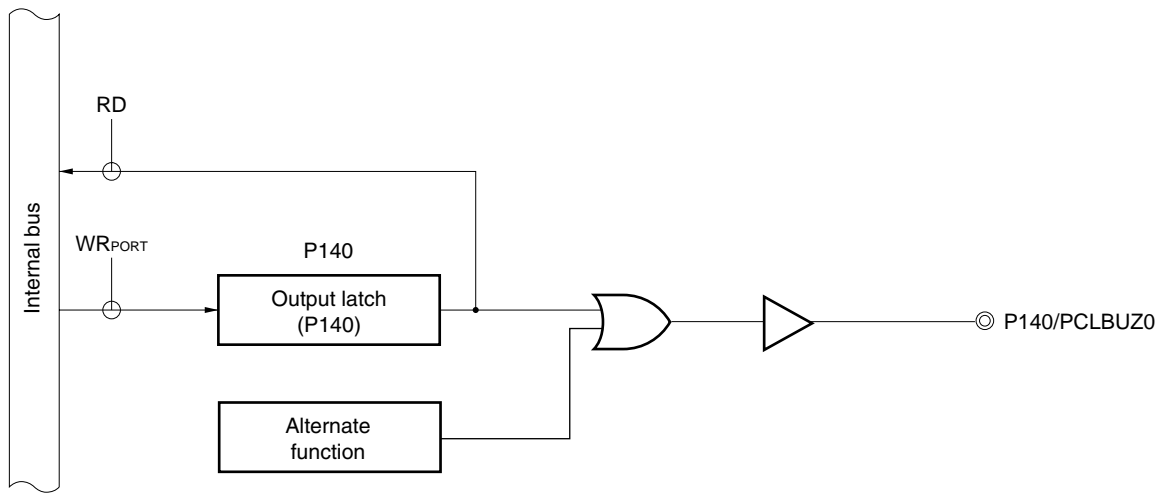 RD
Internal bus
WRPORT
P140
Output latch
(P140)
P140/PCLBUZ0
Alternate
function